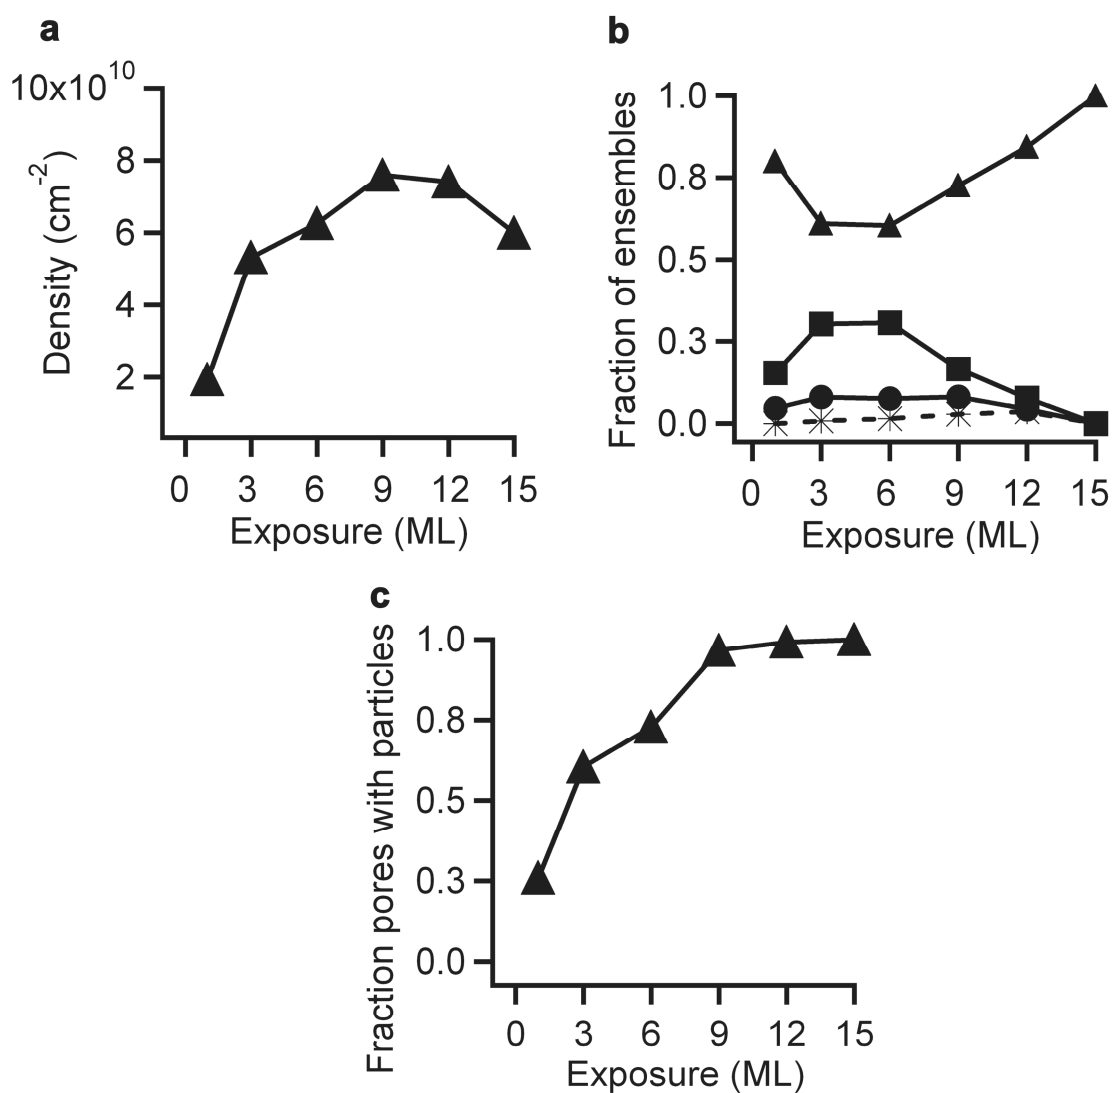 a
10x10^10
8
6
4
2
Density (cm^-2)
0 3 6 9 12 15
Exposure (ML)
b
1.0
0.8
0.5
0.3
0.0
Fraction of ensembles
0 3 6 9 12 15
Exposure (ML)
c
1.0
0.8
0.5
0.3
0.0
Fraction pores with particles
0 3 6 9 12 15
Exposure (ML)